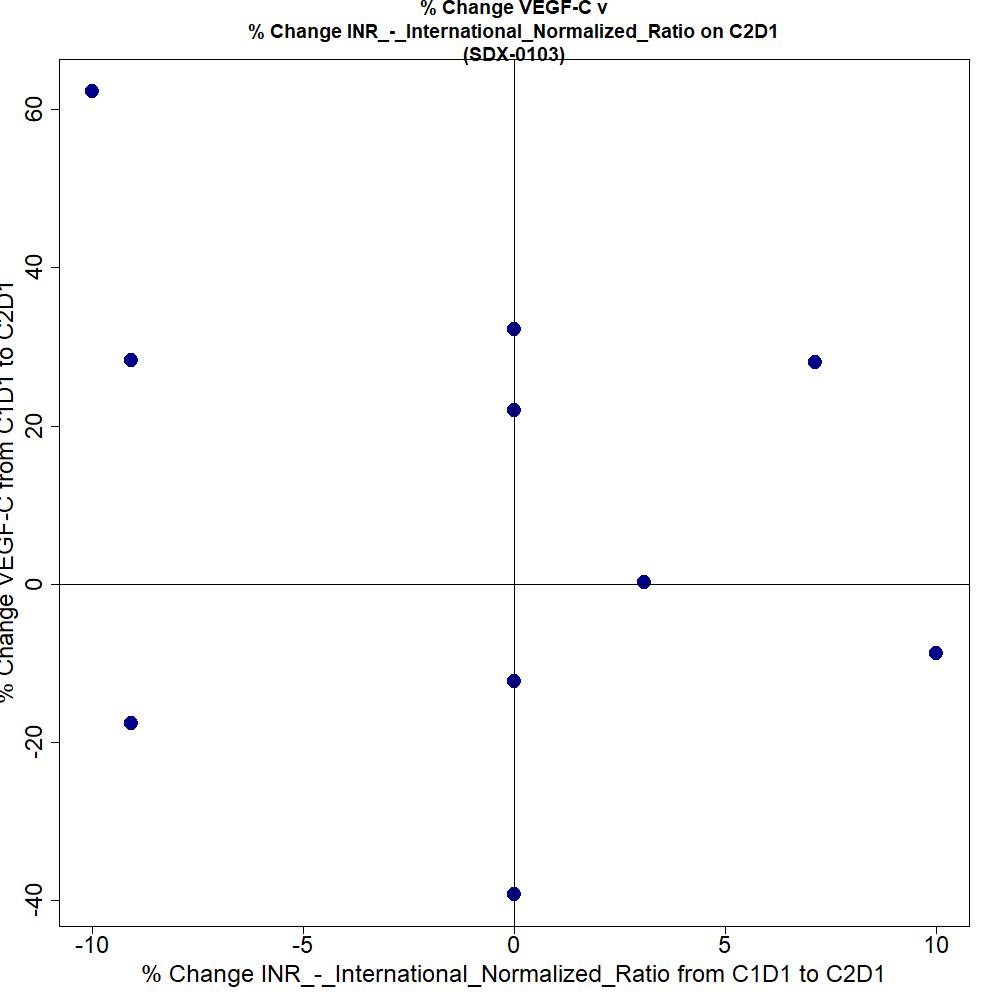 % Change VEGF-C v
% Change INR_-_International_Normalized_Ratio on C2D1
(SDX-0103)
% Change VEGF-C from C1D1 to C2D1
60
40
20
0
-20
-40
-10
-5
0
5
10
% Change INR_-_International_Normalized_Ratio from C1D1 to C2D1